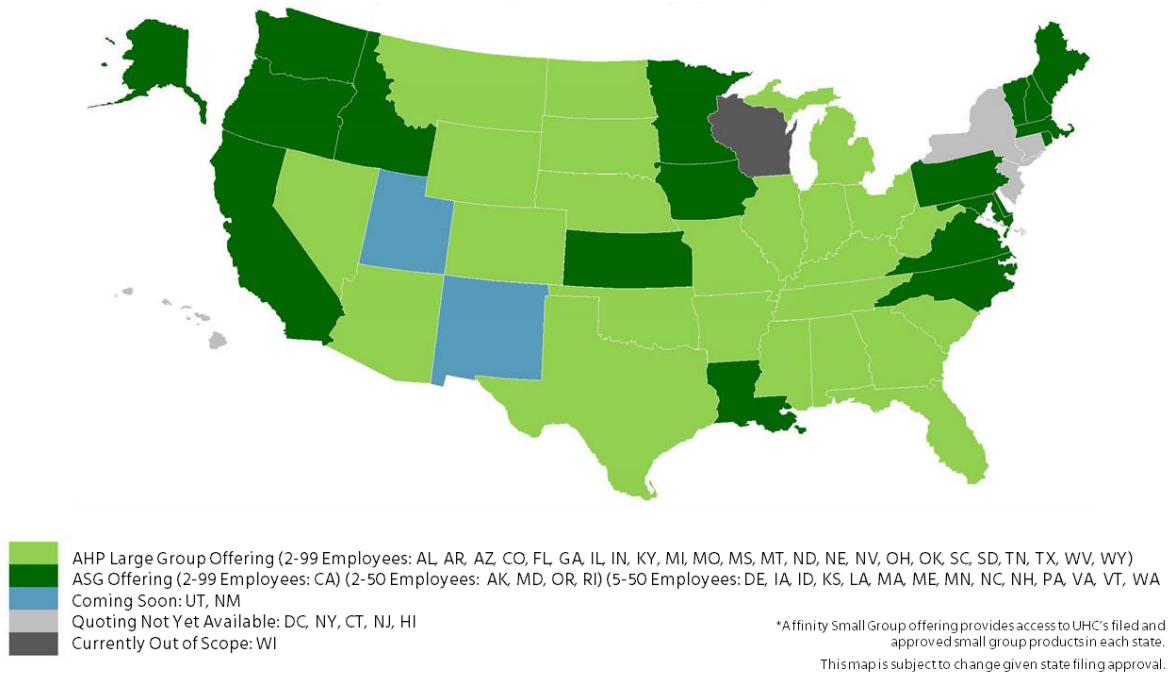 AHP Large Group Offering (2-99 Employees: AL, AR, AZ, CO, FL, GA, IL, IN, KY, MI, MO, MS, MT, ND, NE, NV, OH, OK, SC, SD, TN, TX, WV, WY)
ASG Offering (2-99 Employees: CA) (2-50 Employees: AK, MD, OR, RI) (5-50 Employees: DE, IA, ID, KS, LA, MA, ME, MN, NC, NH, PA, VA, VT, WA
Coming Soon: UT, NM
Quoting Not Yet Available: DC, NY, CT, NJ, HI
Currently Out of Scope: WI
*Affinity Small Group offering provides access to UHC's filed and
approved small group products in each state.
This map is subject to change given state filing approval.